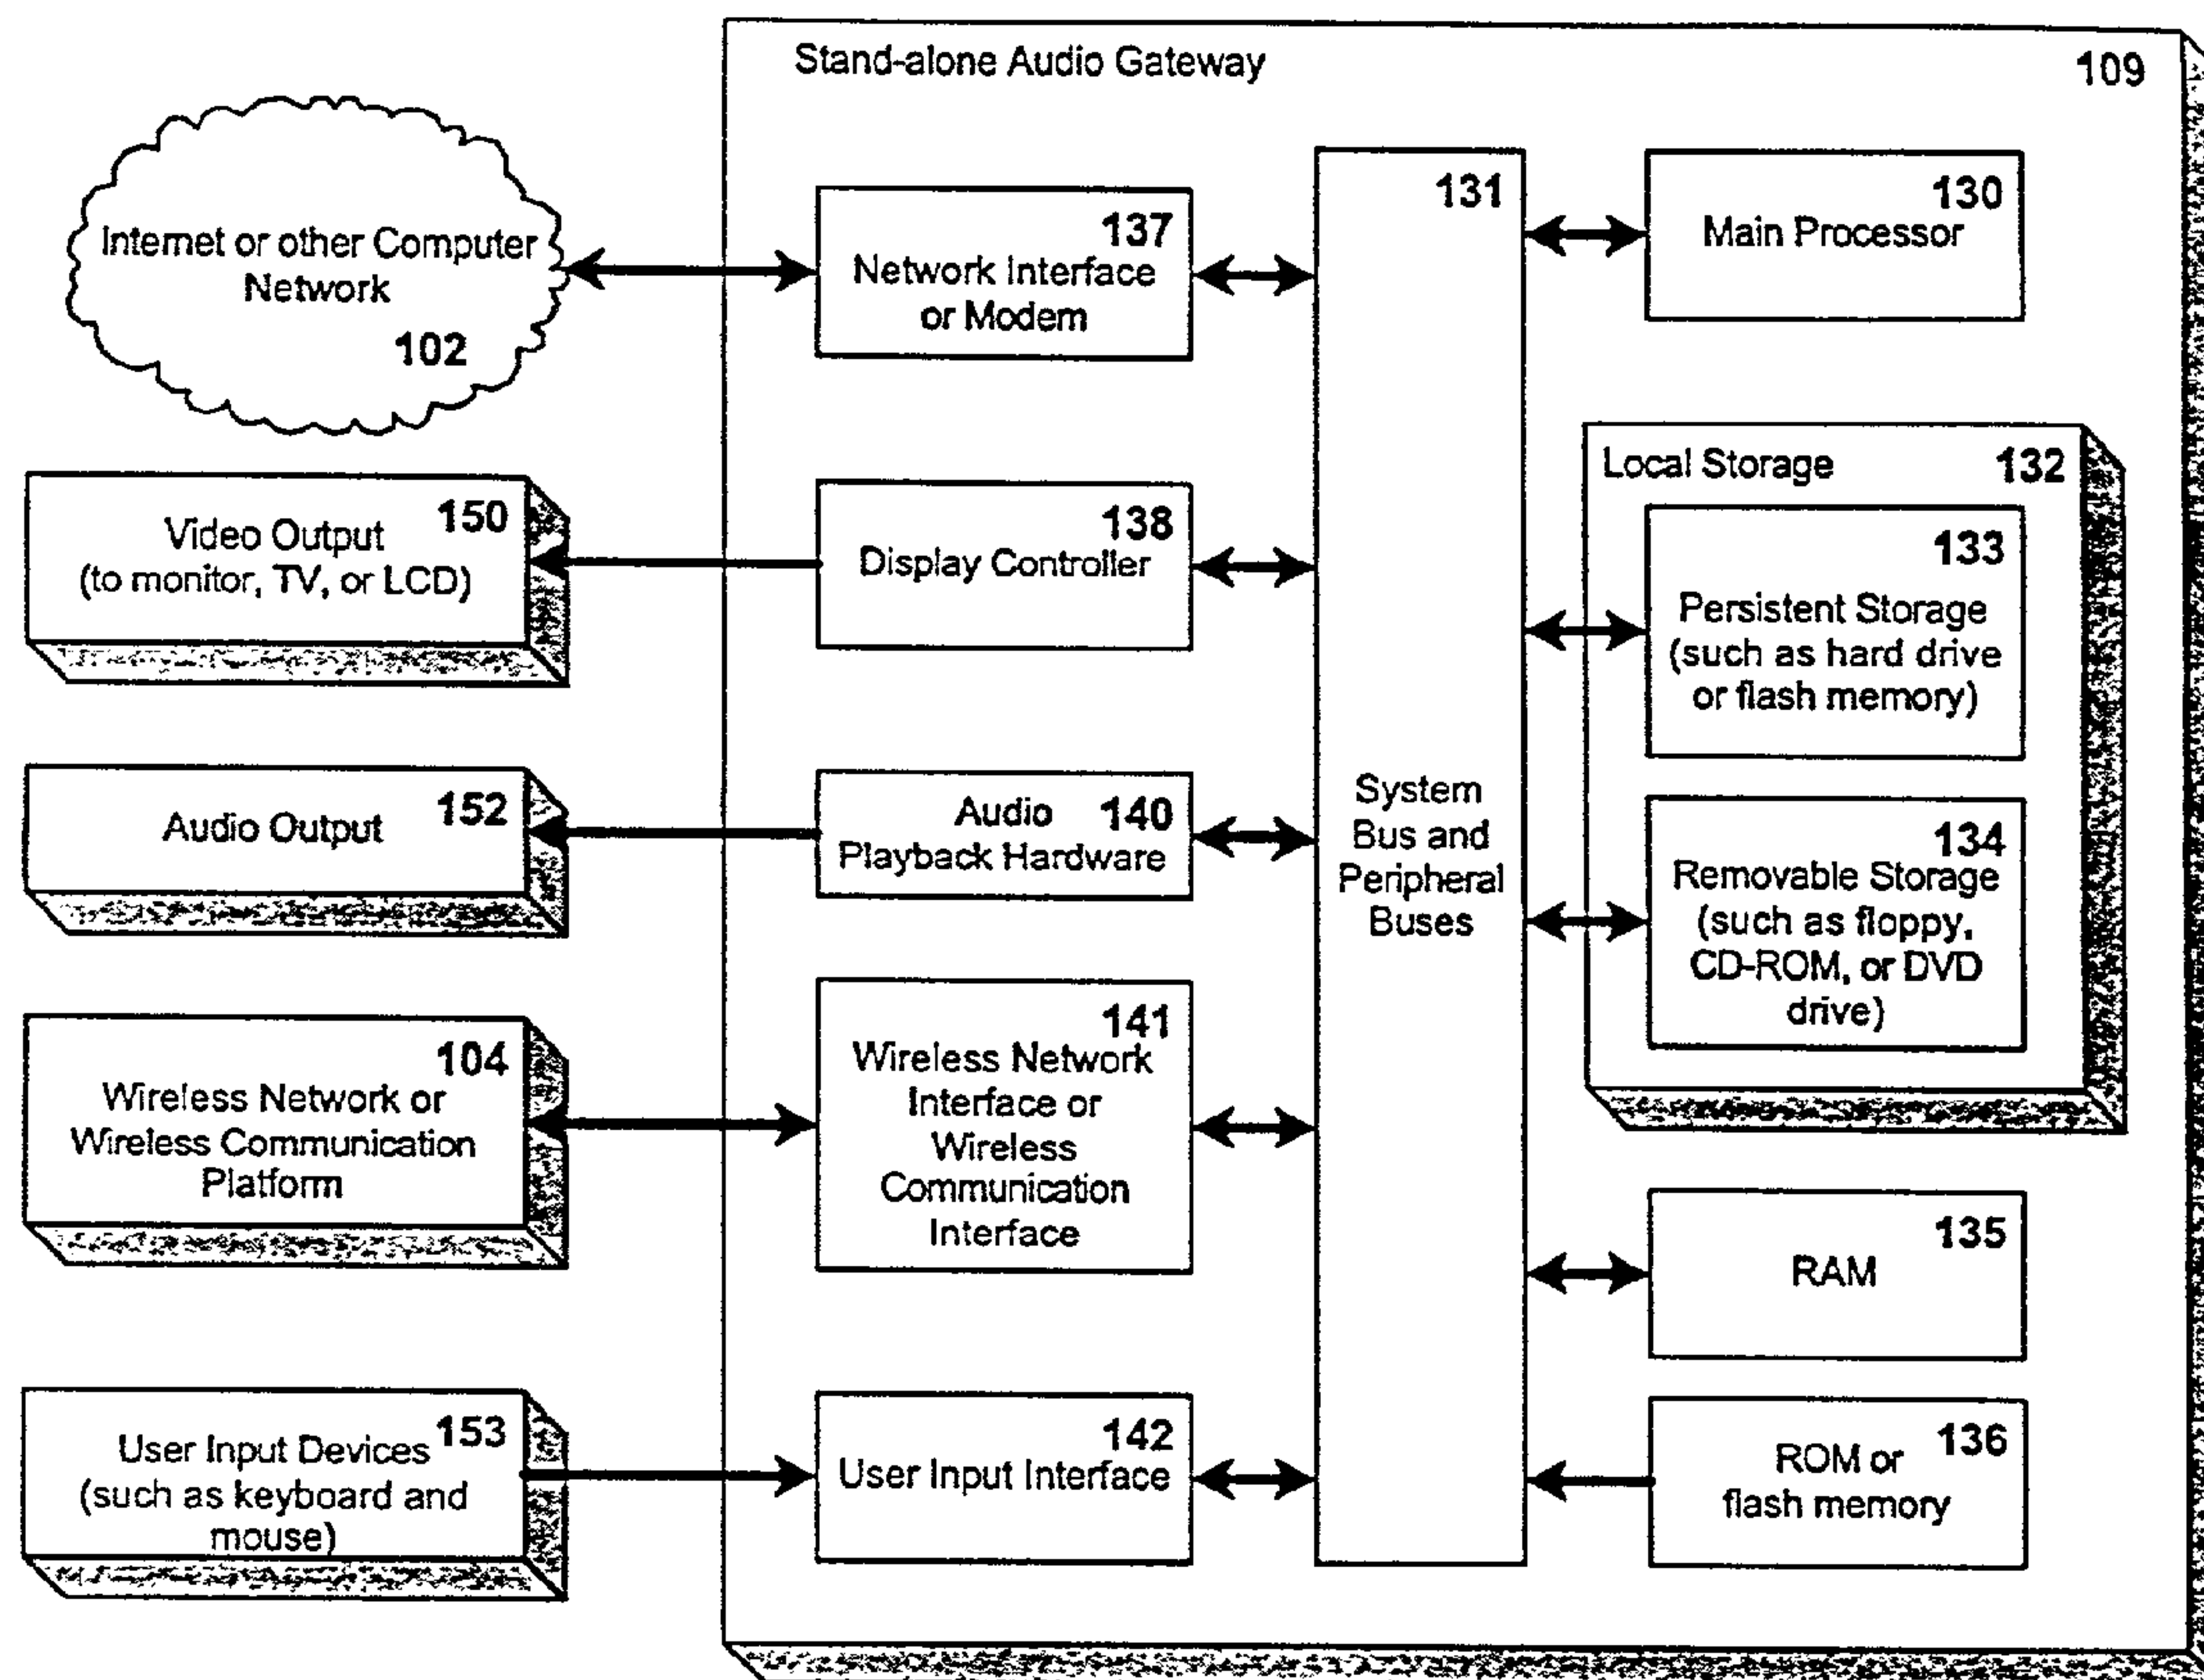 Stand-alone Audio Gateway
109
Internet or other Computer
Network
102
137
Network Interface
or Modem
131
System
Bus and
Peripheral
Buses
130
Main Processor
150
Video Output
(to monitor, TV, or LCD)
138
Display Controller
Local Storage
132
133
Persistent Storage
(such as hard drive
or flash memory)
152
Audio Output
Audio 140
Playback Hardware
134
Removable Storage
(such as floppy,
CD-ROM, or DVD
drive)
104
Wireless Network or
Wireless Communication
Platform
141
Wireless Network
Interface or
Wireless
Communication
Interface
135
RAM
153
User Input Devices
(such as keyboard and
mouse)
142
User Input Interface
136
ROM or
flash memory